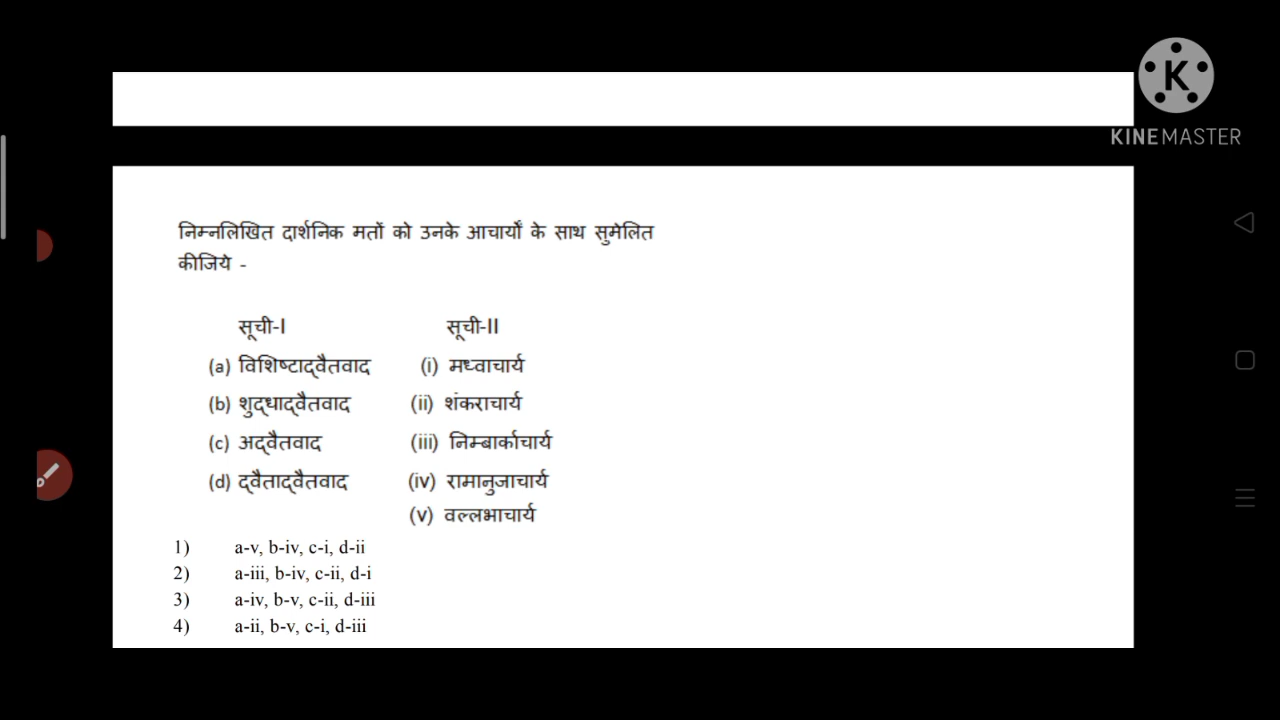 KINEMASTER
निम्नलिखित दार्शनिक मतों को उनके आचार्यों के साथ सुमेलित
कीजिये -
सूची-I सूची-II
(a) विशिष्टाद्वैतवाद (i) मध्वाचार्य
(b) शुद्धाद्वैतवाद (ii) शंकराचार्य
(c) अद्वैतवाद (iii) निम्बार्काचार्य
(d) द्वैताद्वैतवाद (iv) रामानुजाचार्य
(v) वल्लभाचार्य
1) a-v, b-iv, c-i, d-ii
2) a-iii, b-iv, c-ii, d-i
3) a-iv, b-v, c-ii, d-iii
4) a-ii, b-v, c-i, d-iii